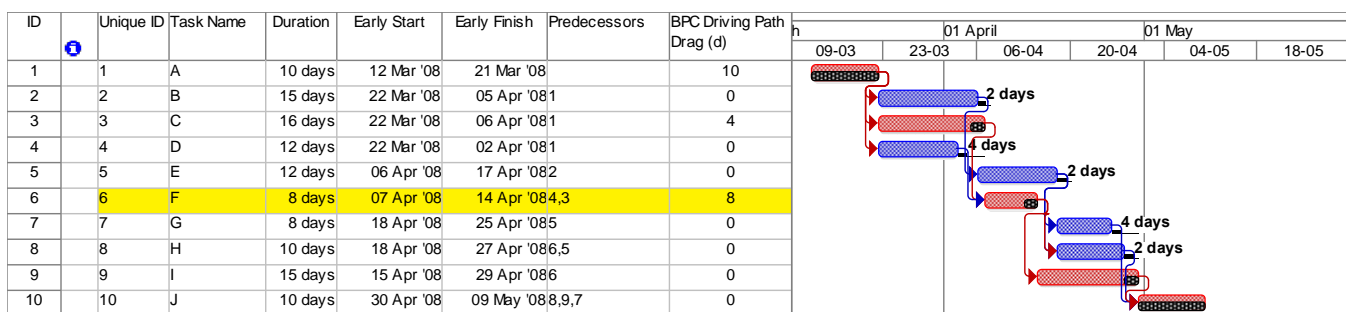 ID Unique ID Task Name Duration Early Start Early Finish Predecessors BPC Driving Path Drag (d)
h 01 April 01 May
09-03 23-03 06-04 20-04 04-05 18-05
1 1 A 10 days 12 Mar '08 21 Mar '08 10
2 2 B 15 days 22 Mar '08 05 Apr '08 1 0 2 days
3 3 C 16 days 22 Mar '08 06 Apr '08 1 4
4 4 D 12 days 22 Mar '08 02 Apr '08 1 0 4 days
5 5 E 12 days 06 Apr '08 17 Apr '08 2 0 2 days
6 6 F 8 days 07 Apr '08 14 Apr '08 4,3 8
7 7 G 8 days 18 Apr '08 25 Apr '08 5 0 4 days
8 8 H 10 days 18 Apr '08 27 Apr '08 6,5 0 2 days
9 9 I 15 days 15 Apr '08 29 Apr '08 6 0
10 10 J 10 days 30 Apr '08 09 May '08 8,9,7 0